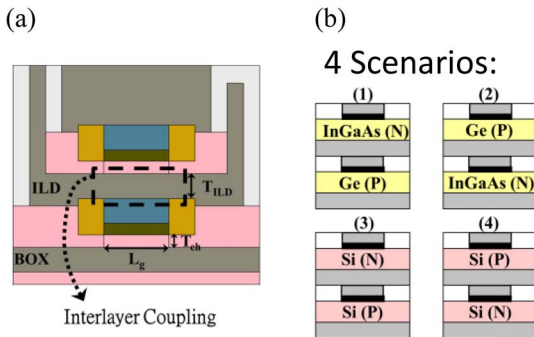 (a)
ILD
T_ILD
T_ch
BOX
L_g
Interlayer Coupling
(b)
4 Scenarios:
(1)
InGaAs (N)
Ge (P)
(2)
Ge (P)
InGaAs (N)
(3)
Si (N)
Si (P)
(4)
Si (P)
Si (N)